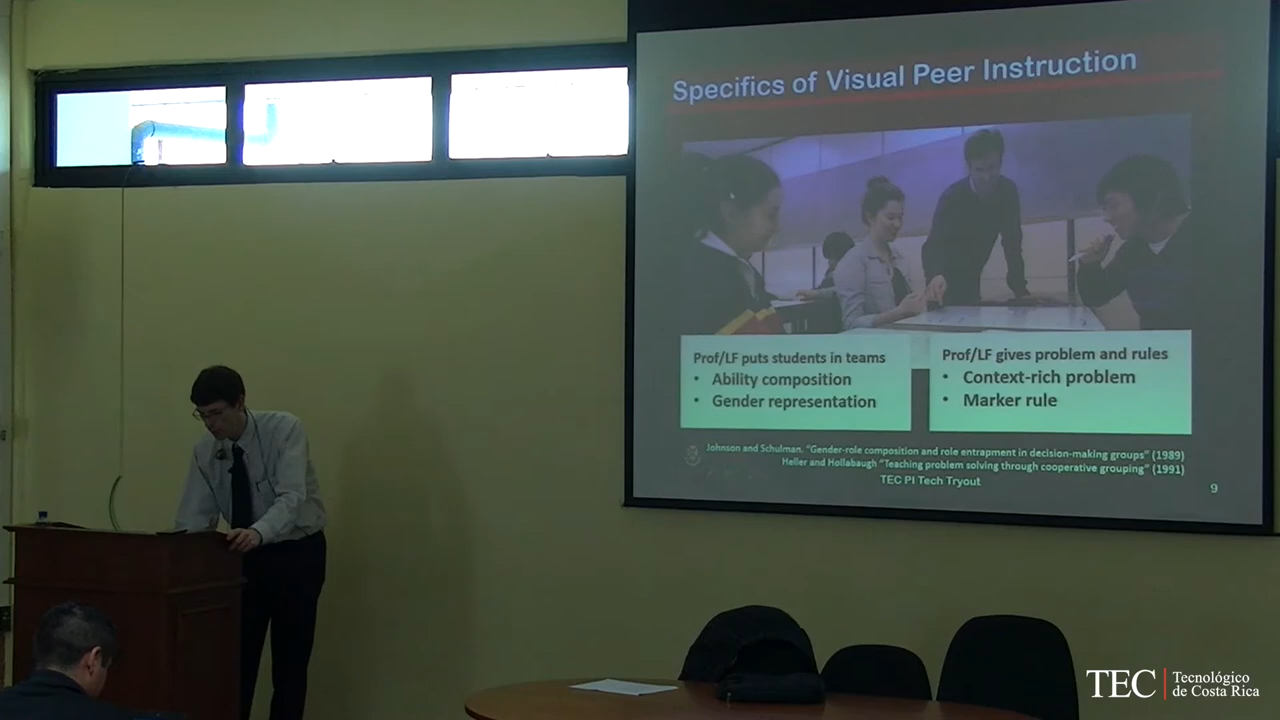 Specifics of Visual Peer Instruction
Prof/LF puts students in teams
• Ability composition
• Gender representation
Prof/LF gives problem and rules
• Context-rich problem
• Marker rule
Johnson and Schulman. "Gender-role composition and role entrapment in decision-making groups" (1989)
Heller and Hollabaugh "Teaching problem solving through cooperative grouping" (1991)
TEC PI Tech Tryout
9
TEC | Tecnológico
de Costa Rica